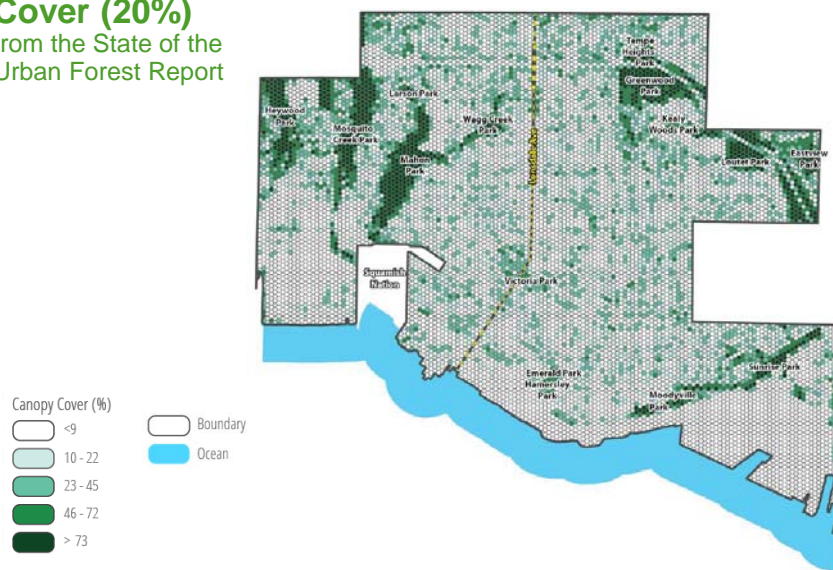 Cover (20%)
rom the State of the
Urban Forest Report
Tempe
Heights
Park
Greenwood
Park
Larson Park
Heywood
Park
Mosquito
Creek Park
Wagg Creek
Park
Kealy
Woods Park
Mahon
Park
Loutet Park
Eastview
Park
Lonsdale Ave
Squamish
Nation
Victoria Park
Emerald Park
Hamersley
Park
Sunrise Park
Moodyville
Park
Canopy Cover (%)
<9
10 - 22
23 - 45
46 - 72
> 73
Boundary
Ocean